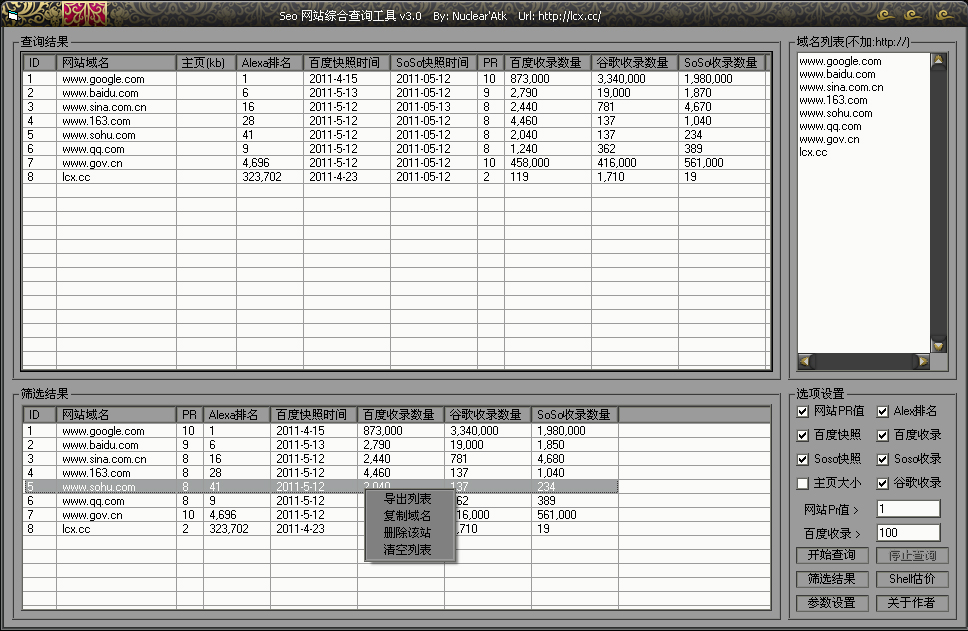 Seo 网站综合查询工具 v3.0 By: Nuclear'Atk Url: http://lcx.cc/
查询结果
ID 网站域名 主页(kb) Alexa排名 百度快照时间 SoSo快照时间 PR 百度收录数量 谷歌收录数量 SoSo收录数量
1 www.google.com 1 2011-4-15 2011-05-12 10 873,000 3,340,000 1,980,000
2 www.baidu.com 6 2011-5-13 2011-05-12 9 2,790 19,000 1,870
3 www.sina.com.cn 16 2011-5-12 2011-05-13 8 2,440 781 4,670
4 www.163.com 28 2011-5-12 2011-05-12 8 4,460 137 1,040
5 www.sohu.com 41 2011-5-12 2011-05-12 8 2,040 137 234
6 www.qq.com 9 2011-5-12 2011-05-12 8 1,240 362 389
7 www.gov.cn 4,696 2011-5-12 2011-05-12 10 458,000 416,000 561,000
8 lcx.cc 323,702 2011-4-23 2011-05-12 2 119 1,710 19
域名列表(不加:http://)
www.google.com
www.baidu.com
www.sina.com.cn
www.163.com
www.sohu.com
www.qq.com
www.gov.cn
lcx.cc
筛选结果
ID 网站域名 PR Alexa排名 百度快照时间 百度收录数量 谷歌收录数量 SoSo收录数量
1 www.google.com 10 1 2011-4-15 873,000 3,340,000 1,980,000
2 www.baidu.com 9 6 2011-5-13 2,790 19,000 1,850
3 www.sina.com.cn 8 16 2011-5-12 2,440 781 4,680
4 www.163.com 8 28 2011-5-12 4,460 137 1,040
5 www.sohu.com 8 41 2011-5-12 2,040 137 234
6 www.qq.com 8 9 2011-5-12 62 389
7 www.gov.cn 10 4,696 2011-5-12 16,000 561,000
8 lcx.cc 2 323,702 2011-4-23 ,710 19
导出列表
复制域名
删除该站
清空列表
选项设置
网站PR值 Alex排名
百度快照 百度收录
Soso快照 Soso收录
主页大小 谷歌收录
网站Pr值 > 1
百度收录 > 100
开始查询 停止查询
筛选结果 Shell估价
参数设置 关于作者